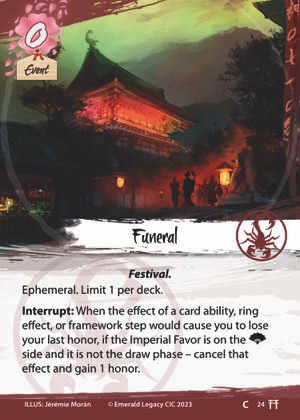 0
Event
Funeral
Festival.
Ephemeral. Limit 1 per deck.
Interrupt: When the effect of a card ability, ring
effect, or framework step would cause you to lose
your last honor, if the Imperial Favor is on the
side and it is not the draw phase – cancel that
effect and gain 1 honor.
ILLUS: Jérémie Morán © Emerald Legacy CIC 2023 C 24